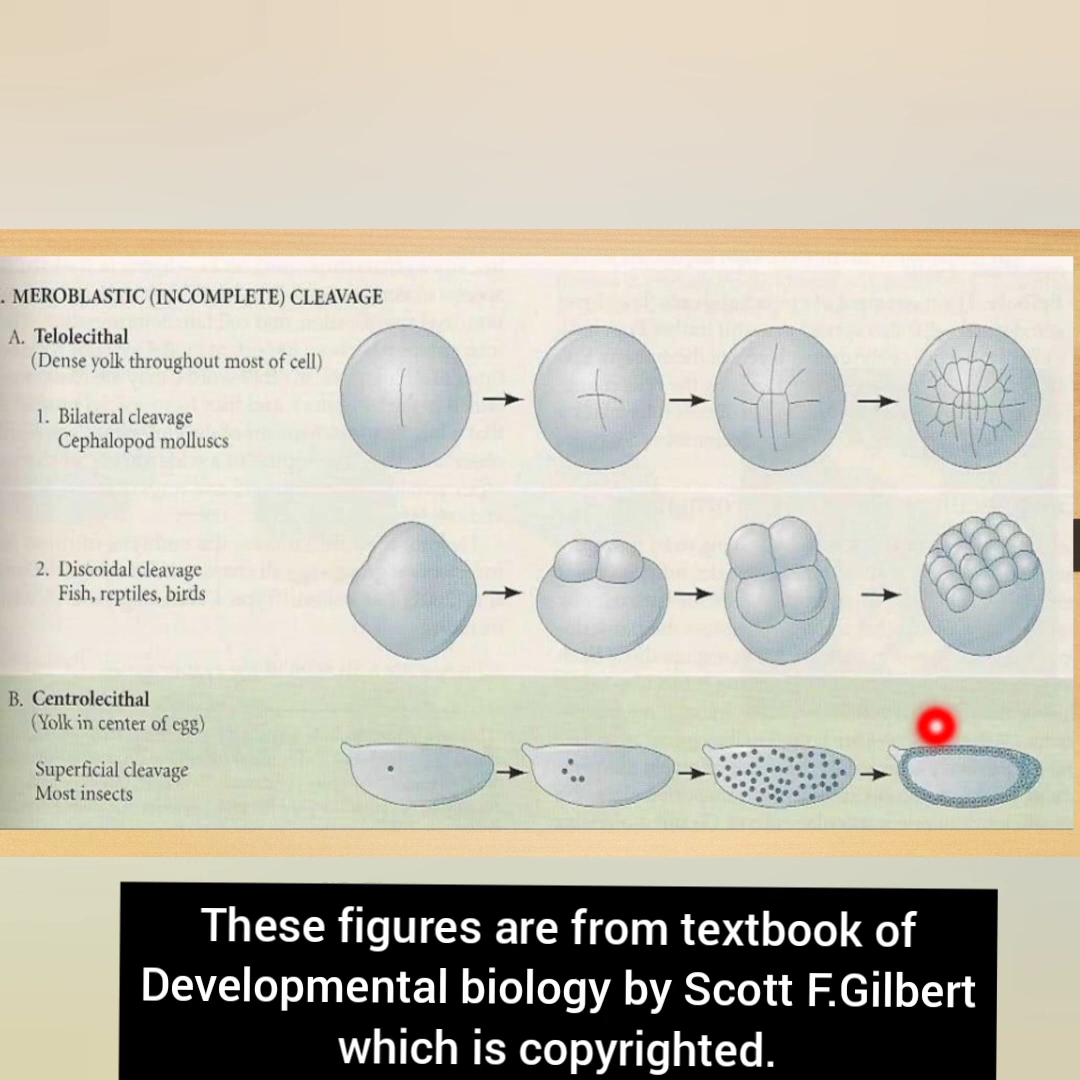 . MEROBLASTIC (INCOMPLETE) CLEAVAGE
A. Telolecithal
(Dense yolk throughout most of cell)
1. Bilateral cleavage
Cephalopod molluscs
2. Discoidal cleavage
Fish, reptiles, birds
B. Centrolecithal
(Yolk in center of egg)
Superficial cleavage
Most insects
These figures are from textbook of
Developmental biology by Scott F.Gilbert
which is copyrighted.